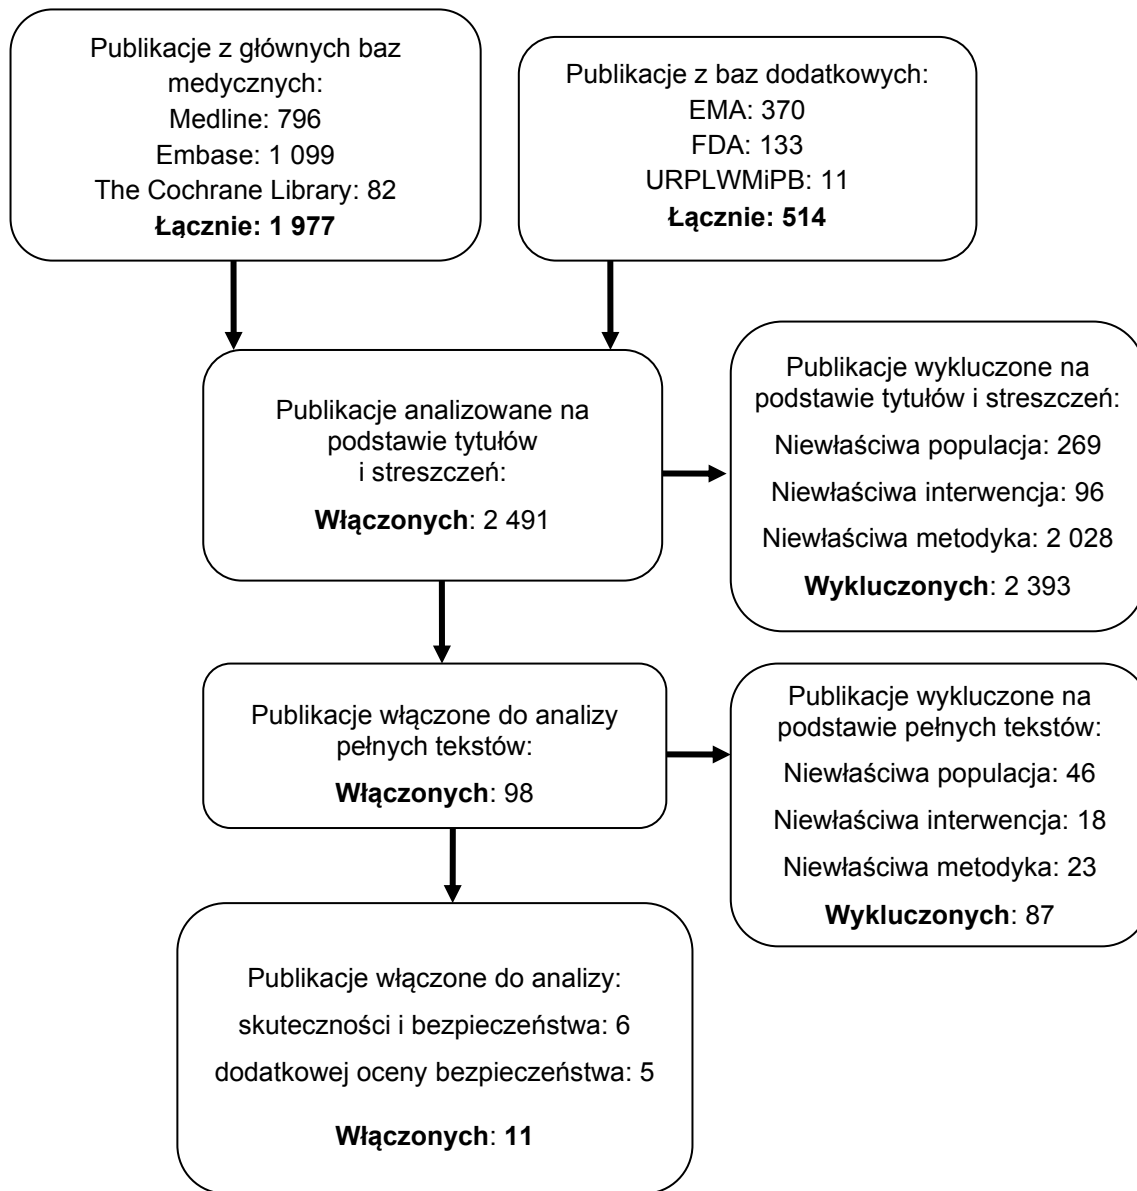 Publikacje z głównych baz
medycznych:
Medline: 796
Embase: 1 099
The Cochrane Library: 82
Łącznie: 1 977
Publikacje z baz dodatkowych:
EMA: 370
FDA: 133
URPLWMiPB: 11
Łącznie: 514
Publikacje analizowane na
podstawie tytułów
i streszczeń:
Włączonych: 2 491
Publikacje wykluczone na
podstawie tytułów i streszczeń:
Niewłaściwa populacja: 269
Niewłaściwa interwencja: 96
Niewłaściwa metodyka: 2 028
Wykluczonych: 2 393
Publikacje włączone do analizy
pełnych tekstów:
Włączonych: 98
Publikacje wykluczone na
podstawie pełnych tekstów:
Niewłaściwa populacja: 46
Niewłaściwa interwencja: 18
Niewłaściwa metodyka: 23
Wykluczonych: 87
Publikacje włączone do analizy:
skuteczności i bezpieczeństwa: 6
dodatkowej oceny bezpieczeństwa: 5
Włączonych: 11